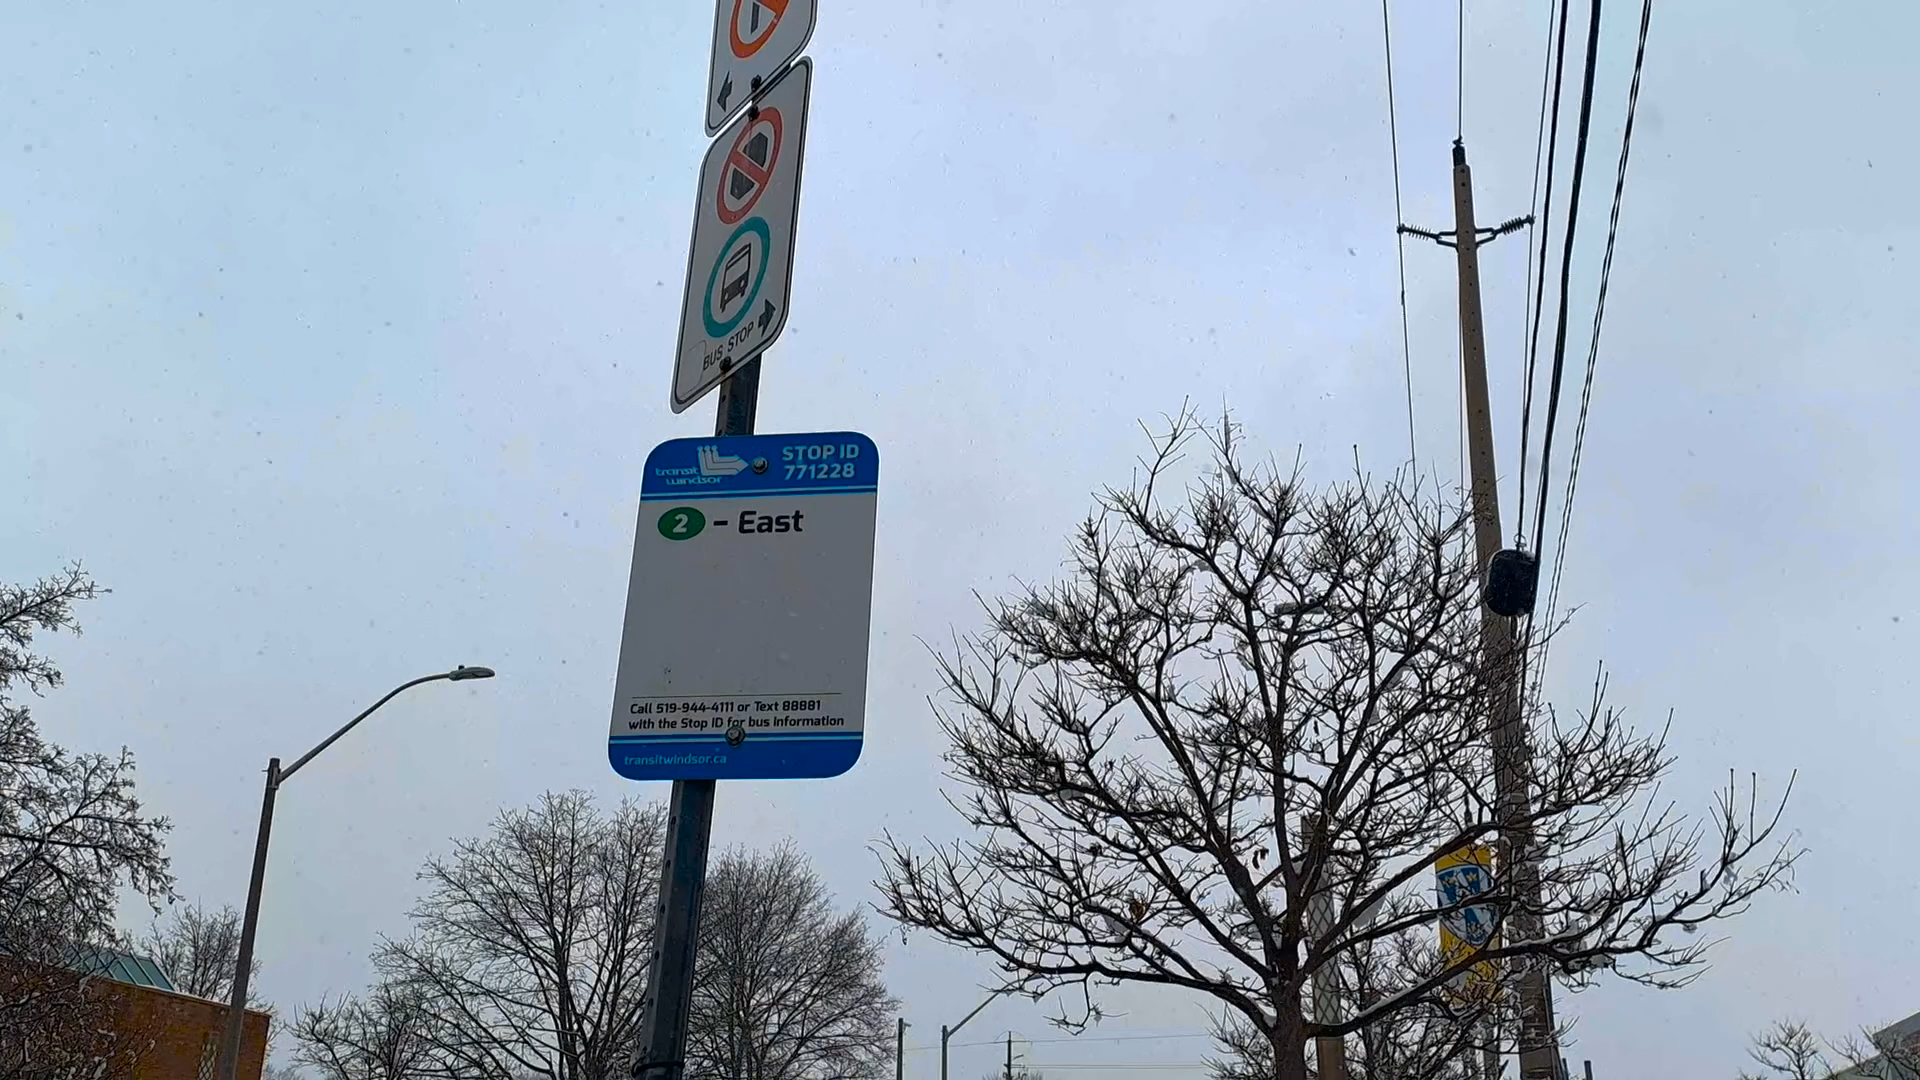 BUS STOP
transit
windsor
STOP ID
771228
2 - East
Call 519-944-4111 or Text 88881
with the Stop ID for bus information
transitwindsor.ca